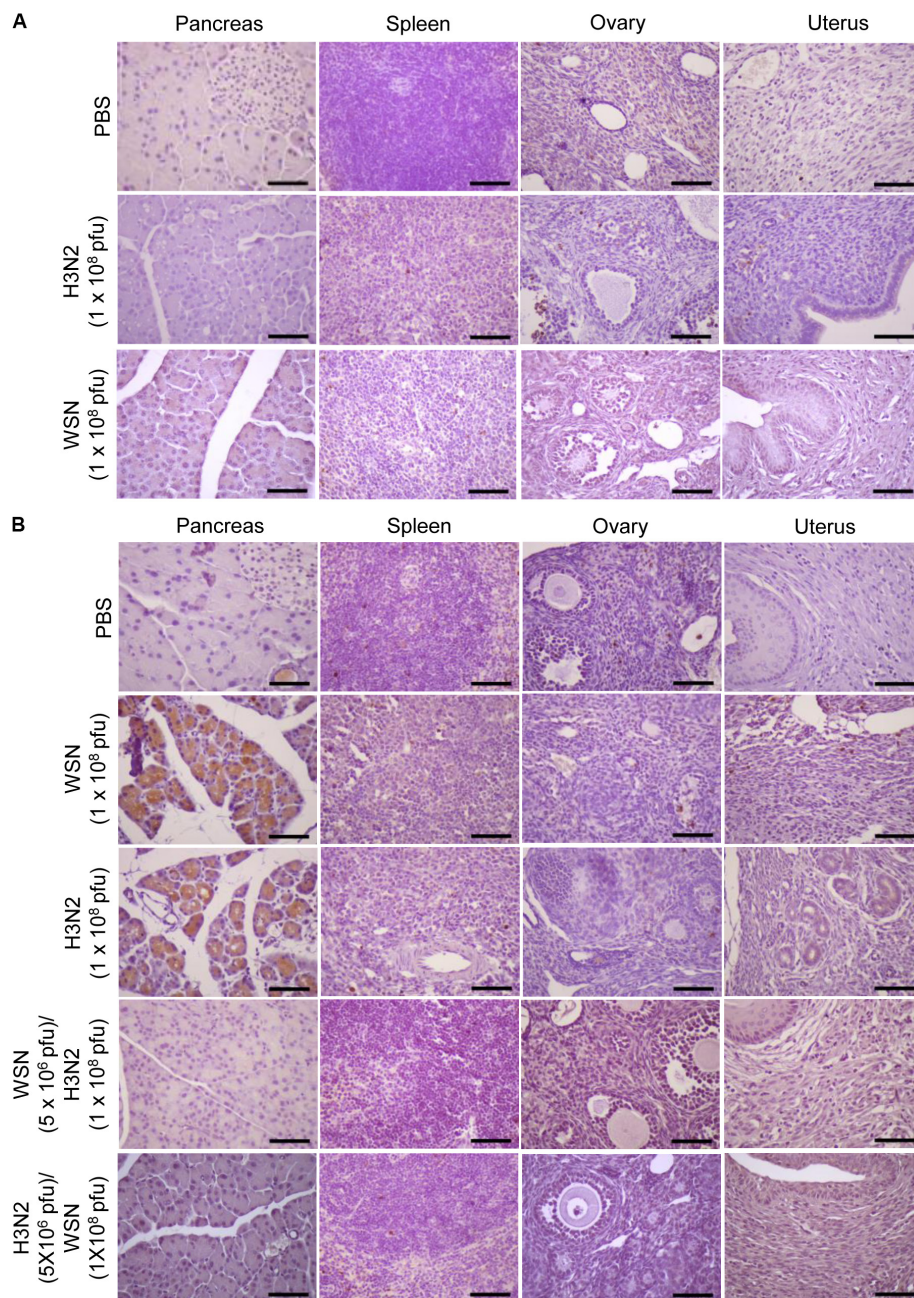 A
Pancreas Spleen Ovary Uterus
PBS
H3N2
(1 x 10⁸ pfu)
WSN
(1 x 10⁸ pfu)
B
Pancreas Spleen Ovary Uterus
PBS
WSN
(1 x 10⁸ pfu)
H3N2
(1 x 10⁸ pfu)
WSN
(5 x 10⁶ pfu)/
H3N2
(1 x 10⁸ pfu)
H3N2
(5X10⁶ pfu)/
WSN
(1X10⁸ pfu)